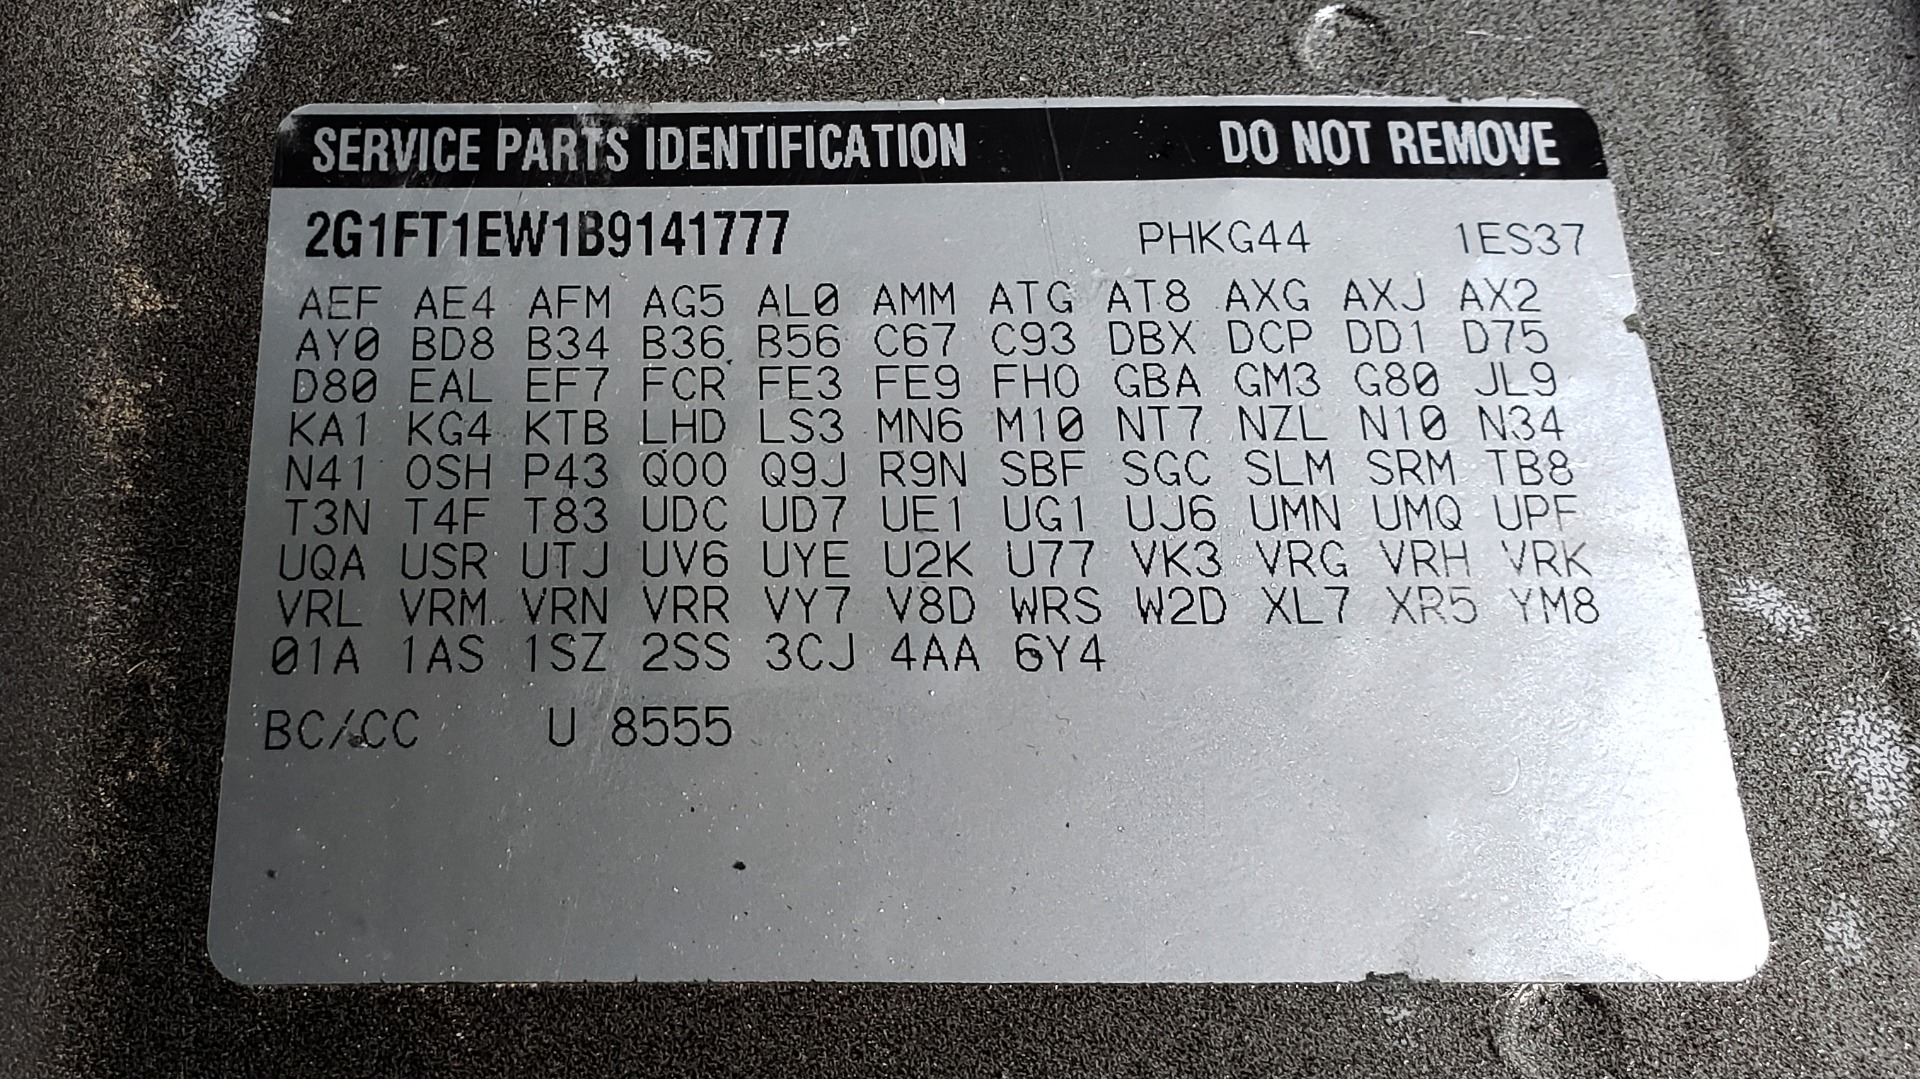 SERVICE PARTS IDENTIFICATION DO NOT REMOVE
2G1FT1EW1B9141777 PHKG44 1ES37
AEF AE4 AFM AG5 AL0 AMM ATG AT8 AXG AXJ AX2
AY0 BD8 B34 B36 B56 C67 C93 DBX DCP DD1 D75
D80 EAL EF7 FCR FE3 FE9 FHO GBA GM3 G80 JL9
KA1 KG4 KTB LHD LS3 MN6 M10 NT7 NZL N10 N34
N41 OSH P43 QOO Q9J R9N SBF SGC SLM SRM TB8
T3N T4F T83 UDC UD7 UE1 UG1 UJ6 UMN UMQ UPF
UQA USR UTJ UV6 UYE U2K U77 VK3 VRG VRH VRK
VRL VRM VRN VRR VY7 V8D WRS W2D XL7 XR5 YM8
01A 1AS 1SZ 2SS 3CJ 4AA 6Y4
BC/CC U 8555